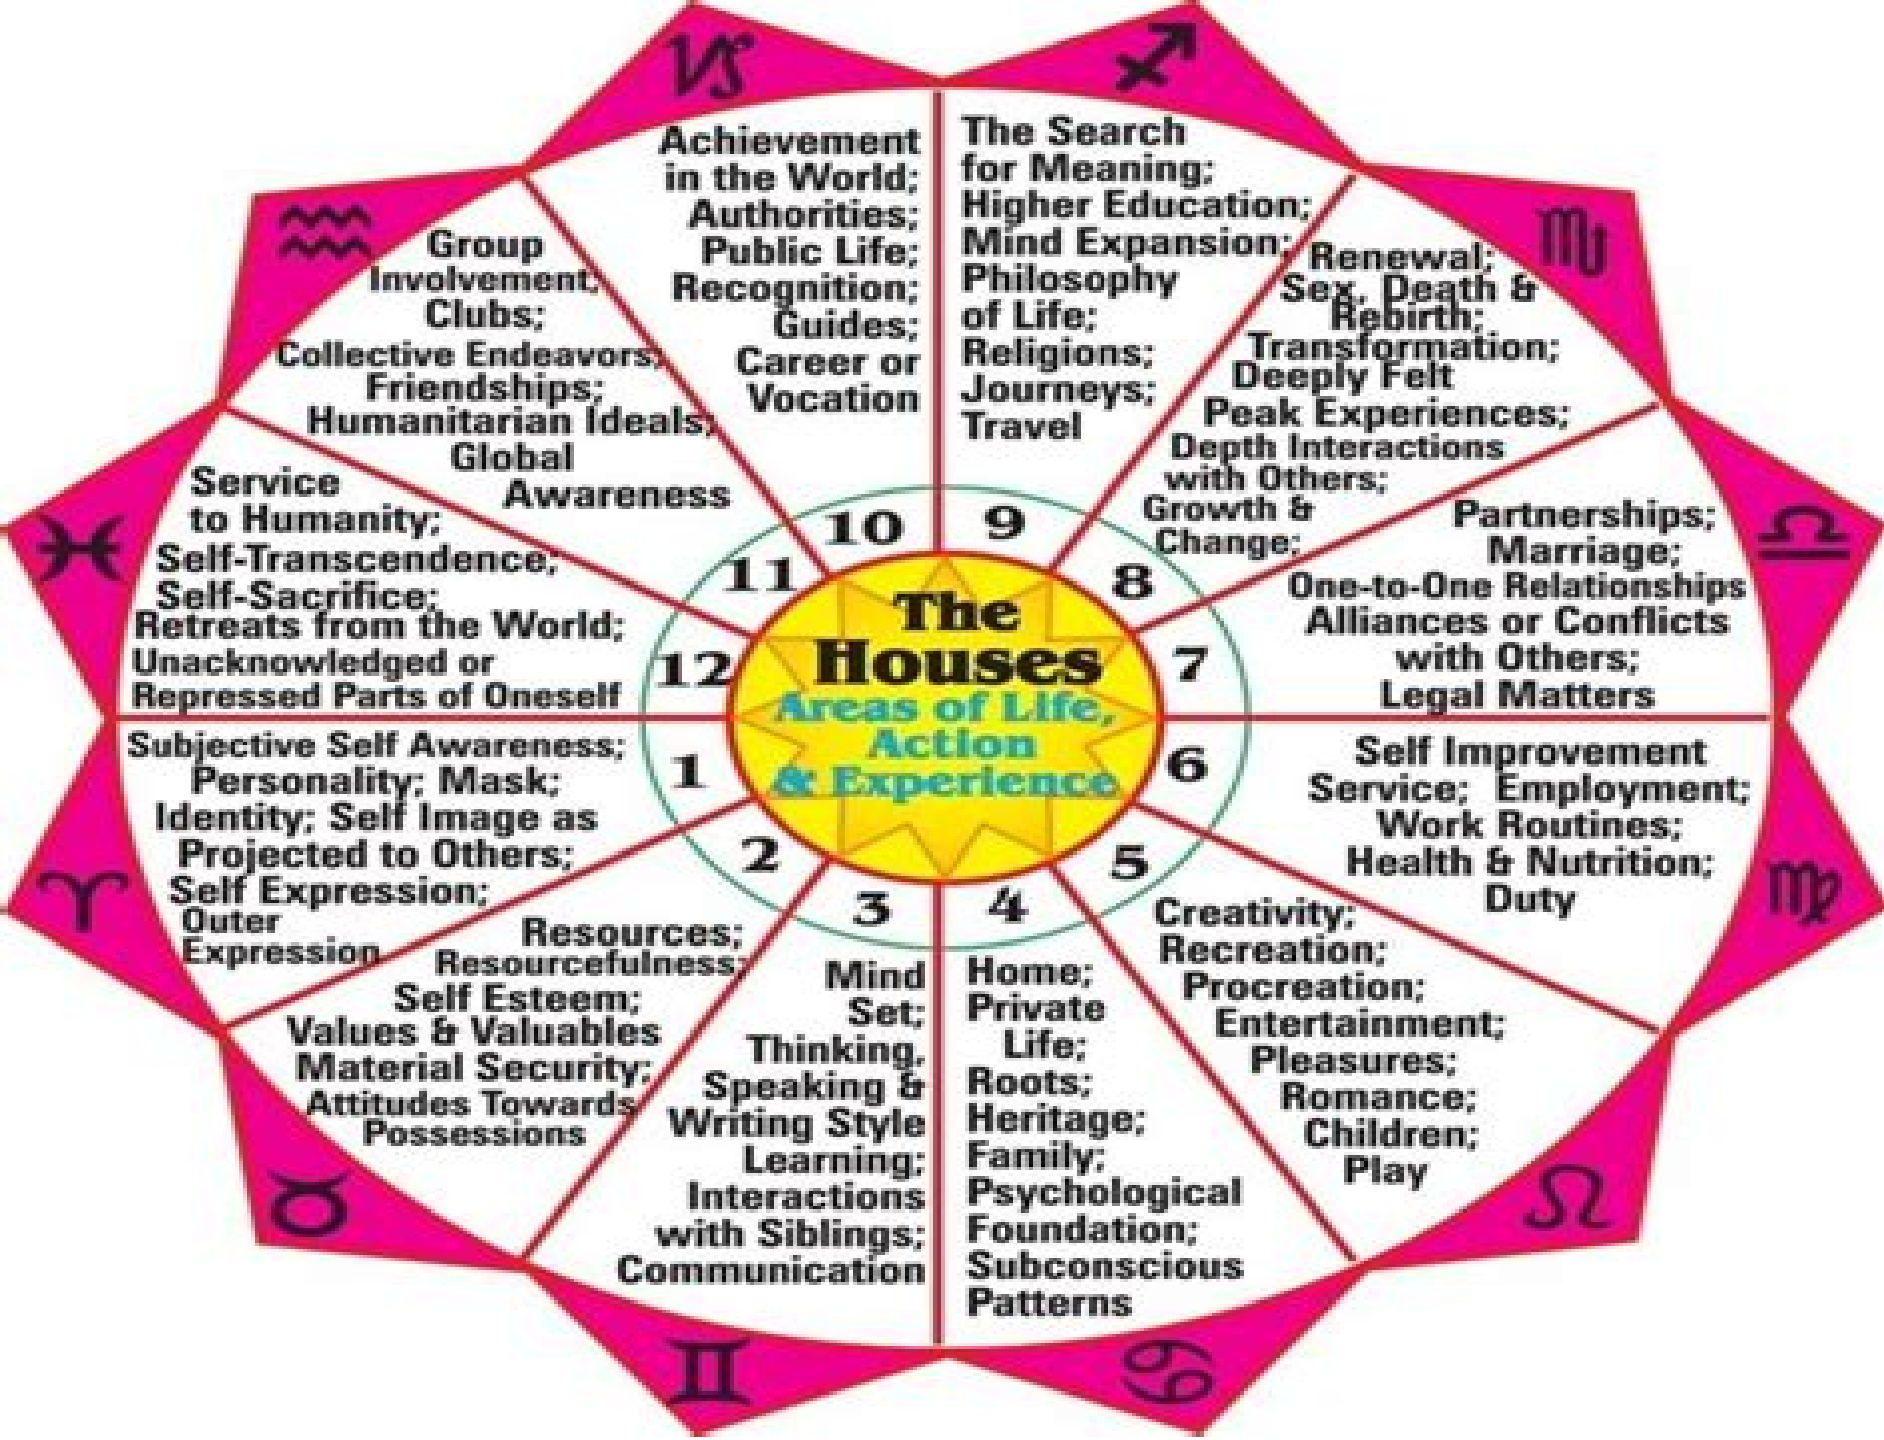 The
Houses
Areas of Life,
Action
& Experience
1
Subjective Self Awareness;
Personality; Mask;
Identity; Self Image as
Projected to Others;
Self Expression;
Outer
Expression
2
Resources;
Resourcefulness;
Self Esteem;
Values & Valuables
Material Security;
Attitudes Towards
Possessions
3
Mind
Set;
Thinking,
Speaking &
Writing Style
Learning;
Interactions
with Siblings;
Communication
4
Home;
Private
Life;
Roots;
Heritage;
Family;
Psychological
Foundation;
Subconscious
Patterns
5
Creativity;
Recreation;
Procreation;
Entertainment;
Pleasures;
Romance;
Children;
Play
6
Self Improvement
Service; Employment;
Work Routines;
Health & Nutrition;
Duty
7
Partnerships;
Marriage;
One-to-One Relationships
Alliances or Conflicts
with Others;
Legal Matters
8
Renewal;
Sex, Death &
Rebirth;
Transformation;
Deeply Felt
Peak Experiences;
Depth Interactions
with Others;
Growth &
Change;
9
The Search
for Meaning;
Higher Education;
Mind Expansion;
Philosophy
of Life;
Religions;
Journeys;
Travel
10
Achievement
in the World;
Authorities;
Public Life;
Recognition;
Guides;
Career or
Vocation
11
Group
Involvement;
Clubs;
Collective Endeavors;
Friendships;
Humanitarian Ideals;
Global
Awareness
12
Service
to Humanity;
Self-Transcendence;
Self-Sacrifice;
Retreats from the World;
Unacknowledged or
Repressed Parts of Oneself
♈
♉
♊
♋
♌
♍
♎
♏
♐
♑
♒
♓